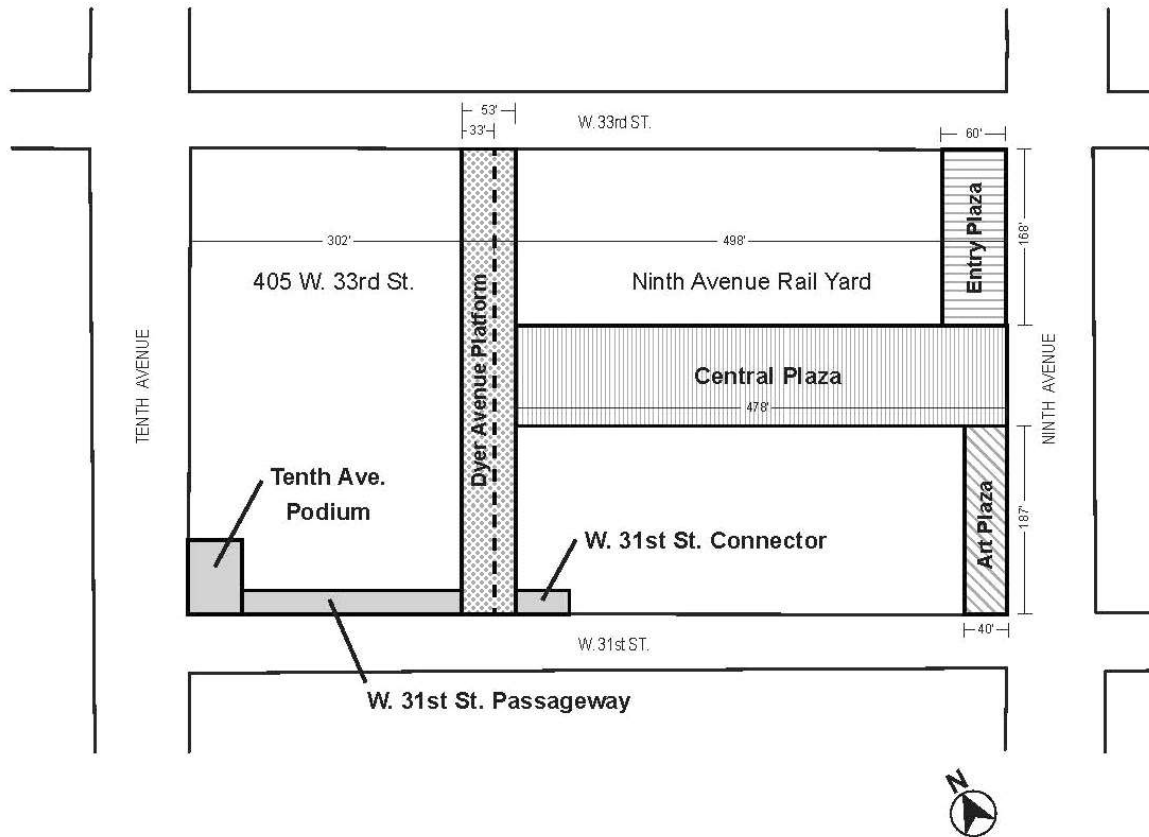 53'
33'
W. 33rd ST.
60'
302'
498'
168'
405 W. 33rd St.
Ninth Avenue Rail Yard
Entry Plaza
Dyer Avenue Platform
TENTH AVENUE
NINTH AVENUE
Central Plaza
478'
Tenth Ave.
Podium
W. 31st St. Connector
Art Plaza
187'
40'
W. 31st ST.
W. 31st St. Passageway
N